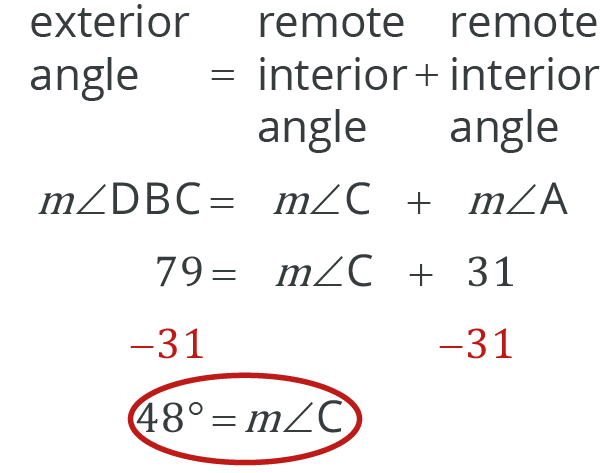 exterior remote remote
angle = interior + interior
angle angle
m∠DBC = m∠C + m∠A
79 = m∠C + 31
−31 −31
48° = m∠C